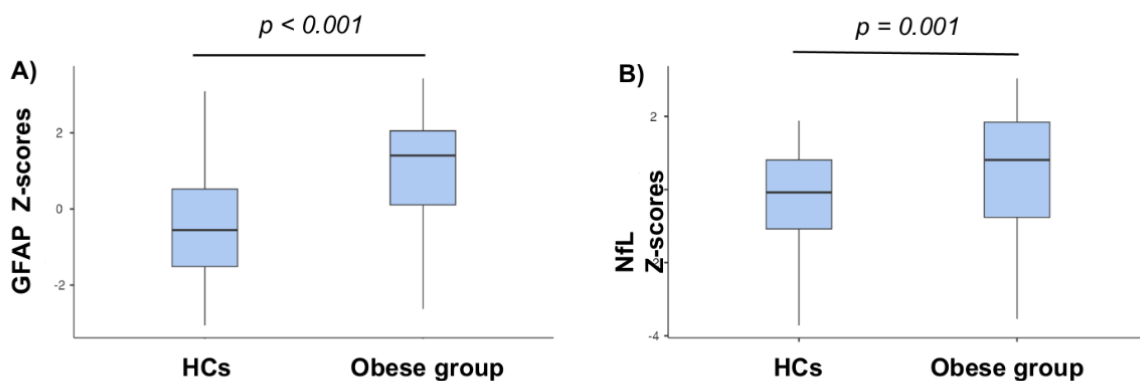 p < 0.001
A)
GFAP Z-scores
2
0
-2
HCs
Obese group
p = 0.001
B)
NfL
Z-scores
2
-4
HCs
Obese group